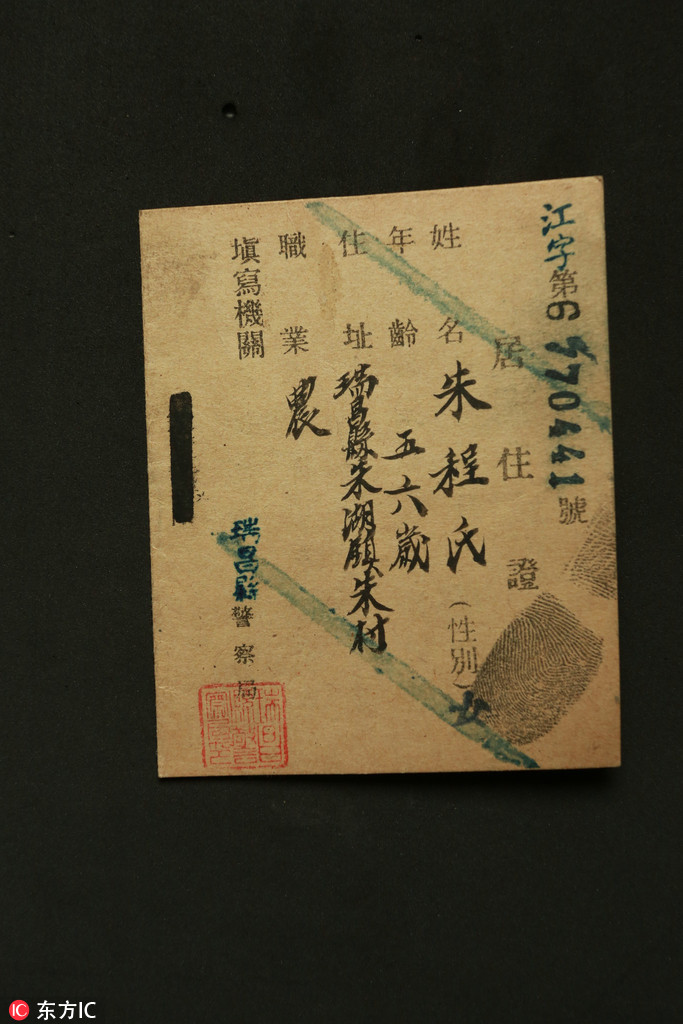 江字第6570441號
居住證
姓名 朱程氏（性別）女
年齡 五六歲
住址 瑞昌縣朱湖鎮朱村
職業 農
填寫機關 瑞昌縣警察局
IC 东方IC